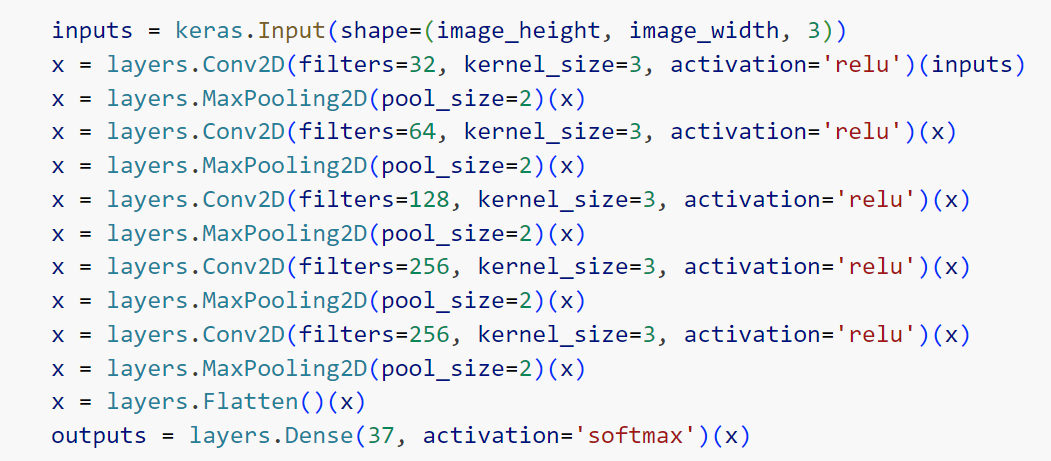 inputs = keras.Input(shape=(image_height, image_width, 3))
x = layers.Conv2D(filters=32, kernel_size=3, activation='relu')(inputs)
x = layers.MaxPooling2D(pool_size=2)(x)
x = layers.Conv2D(filters=64, kernel_size=3, activation='relu')(x)
x = layers.MaxPooling2D(pool_size=2)(x)
x = layers.Conv2D(filters=128, kernel_size=3, activation='relu')(x)
x = layers.MaxPooling2D(pool_size=2)(x)
x = layers.Conv2D(filters=256, kernel_size=3, activation='relu')(x)
x = layers.MaxPooling2D(pool_size=2)(x)
x = layers.Conv2D(filters=256, kernel_size=3, activation='relu')(x)
x = layers.MaxPooling2D(pool_size=2)(x)
x = layers.Flatten()(x)
outputs = layers.Dense(37, activation='softmax')(x)